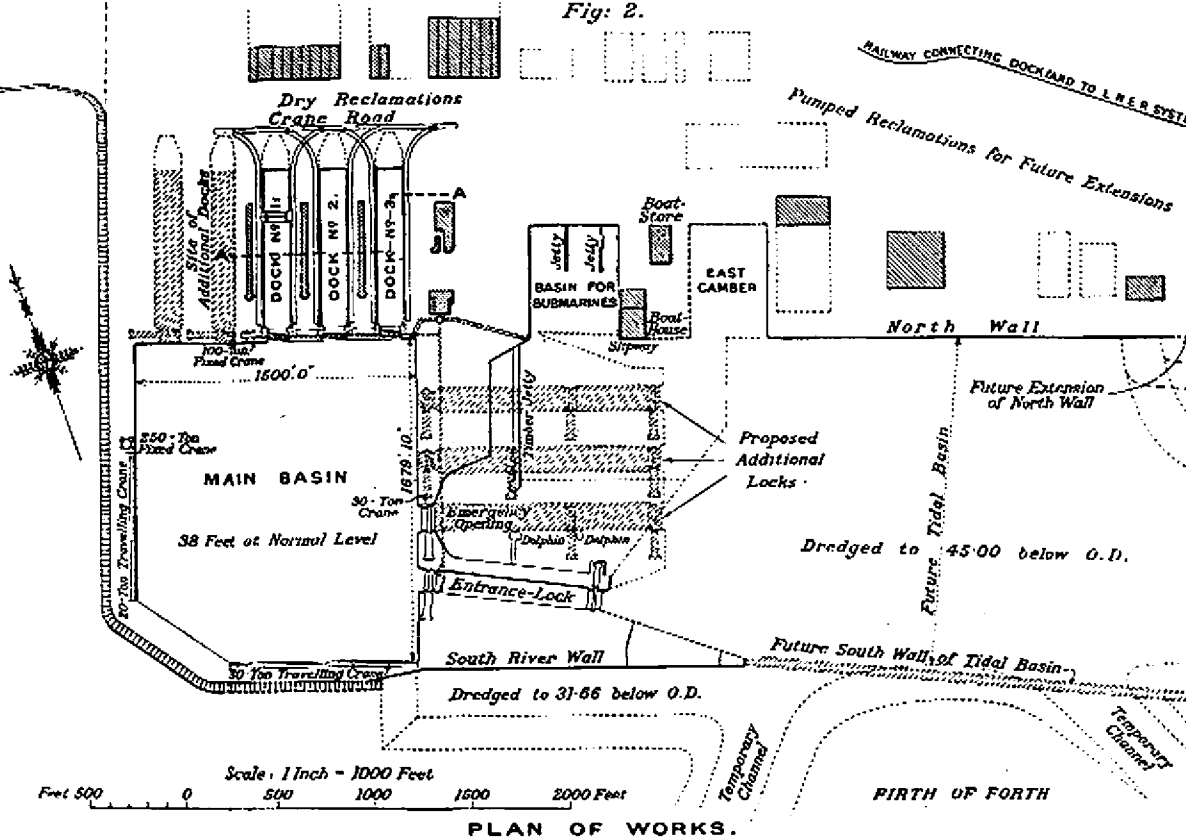 Fig: 2.
RAILWAY CONNECTING DOCKYARD TO L N E R SYSTE
Dry Reclamations
Crane Road
Pumped Reclamations for Future Extensions
Site of
Additional Docks
DOCK Nº 1.
DOCK Nº 2.
DOCK Nº 3.
A
A
Boat-
Store
Jetty
Jetty
BASIN FOR
SUBMARINES
EAST
CAMBER
Boat
House
Slipway
North Wall
100-Ton
Fixed Crane
1500'.0"
Future Extension
of North Wall
250-Ton
Fixed Crane
MAIN BASIN
38 Feet at Normal Level
20-Ton Travelling Crane
1679'.10"
Timber Jetty
30-Ton
Crane
Emergency
Opening
Dolphin
Dolphin
Proposed
Additional
Locks
Future Tidal Basin
Dredged to 45·00 below O.D.
Entrance-Lock
South River Wall
Future South Wall of Tidal Basin
30 Ton Travelling Crane
Dredged to 31·66 below O.D.
Temporary
Channel
Temporary
Channel
Scale: 1 Inch = 1000 Feet
Feet 500 0 500 1000 1500 2000 Feet
FIRTH OF FORTH
PLAN OF WORKS.